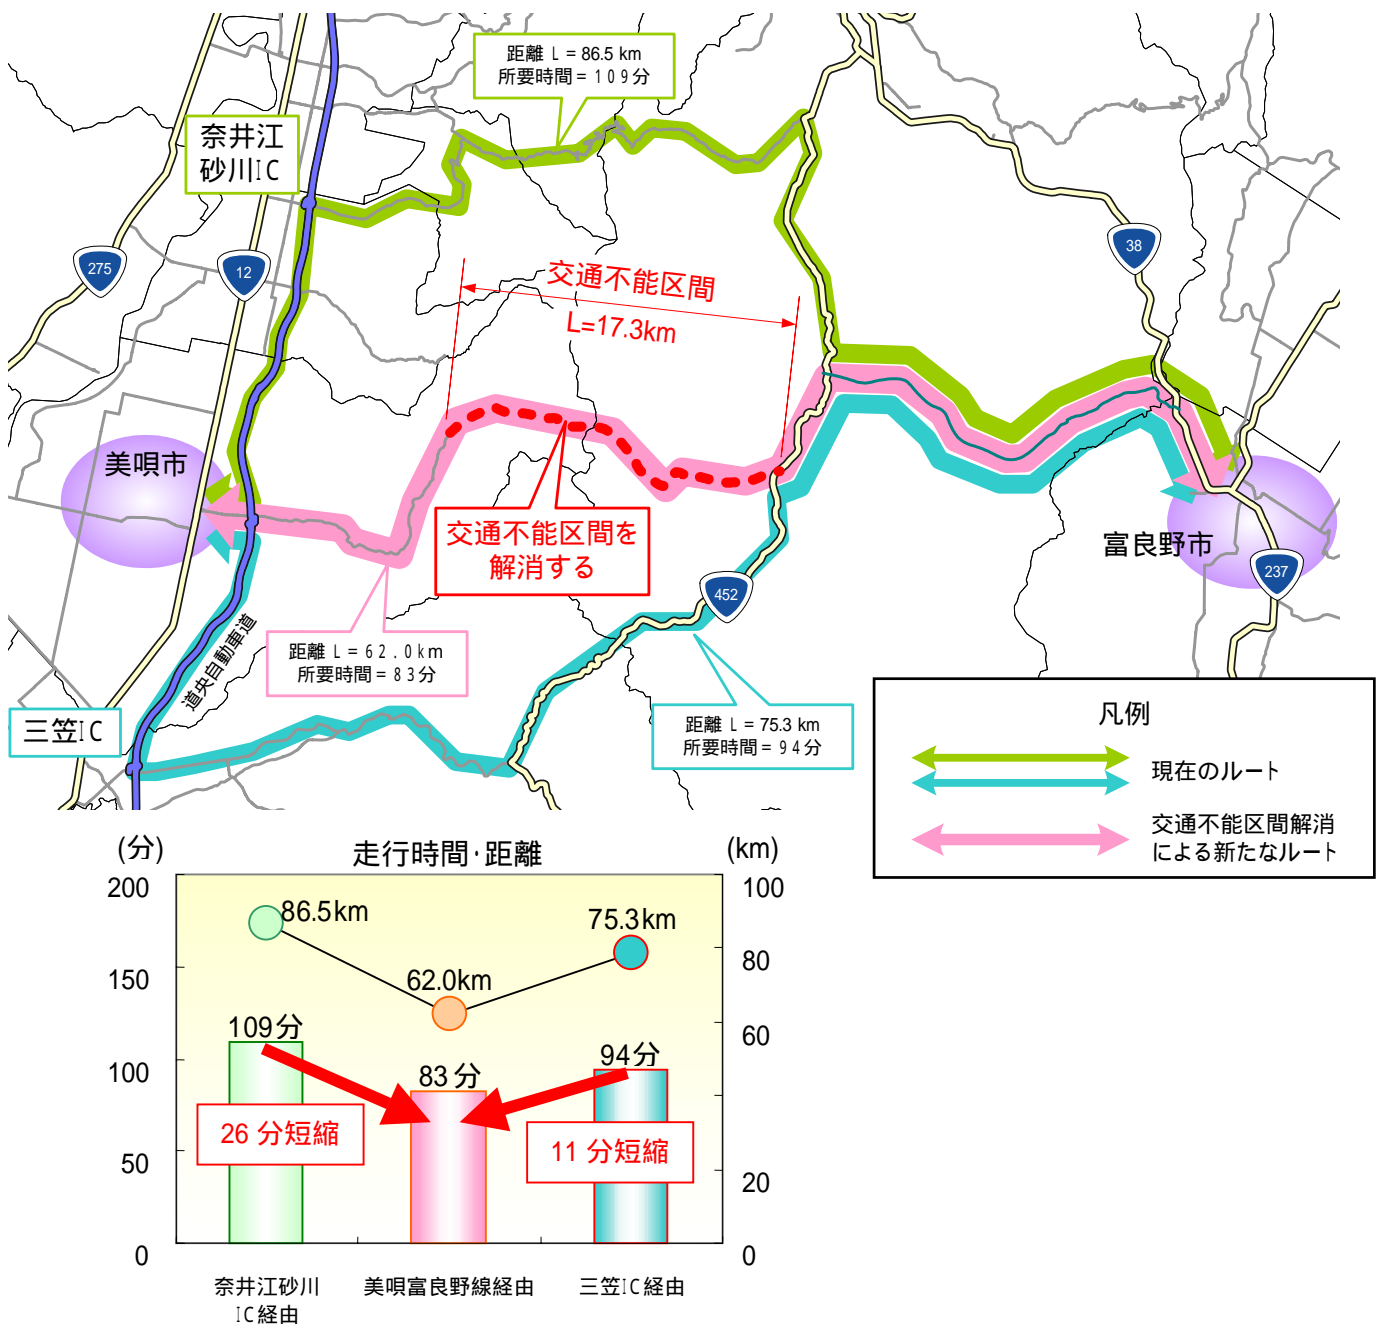 距離 L = 86.5 km
所要時間 = 109分
奈井江
砂川IC
275
12
38
交通不能区間
L=17.3km
美唄市
交通不能区間を
解消する
富良野市
237
452
道央自動車道
距離 L = 62.0km
所要時間 = 83分
三笠IC
距離 L = 75.3 km
所要時間 = 94分
凡例
現在のルート
交通不能区間解消
による新たなルート
(分)
走行時間・距離
(km)
200
150
100
50
0
100
80
60
20
0
86.5km
62.0km
75.3km
109分
83分
94分
26 分短縮
11 分短縮
奈井江砂川
IC経由
美唄富良野線経由
三笠IC経由